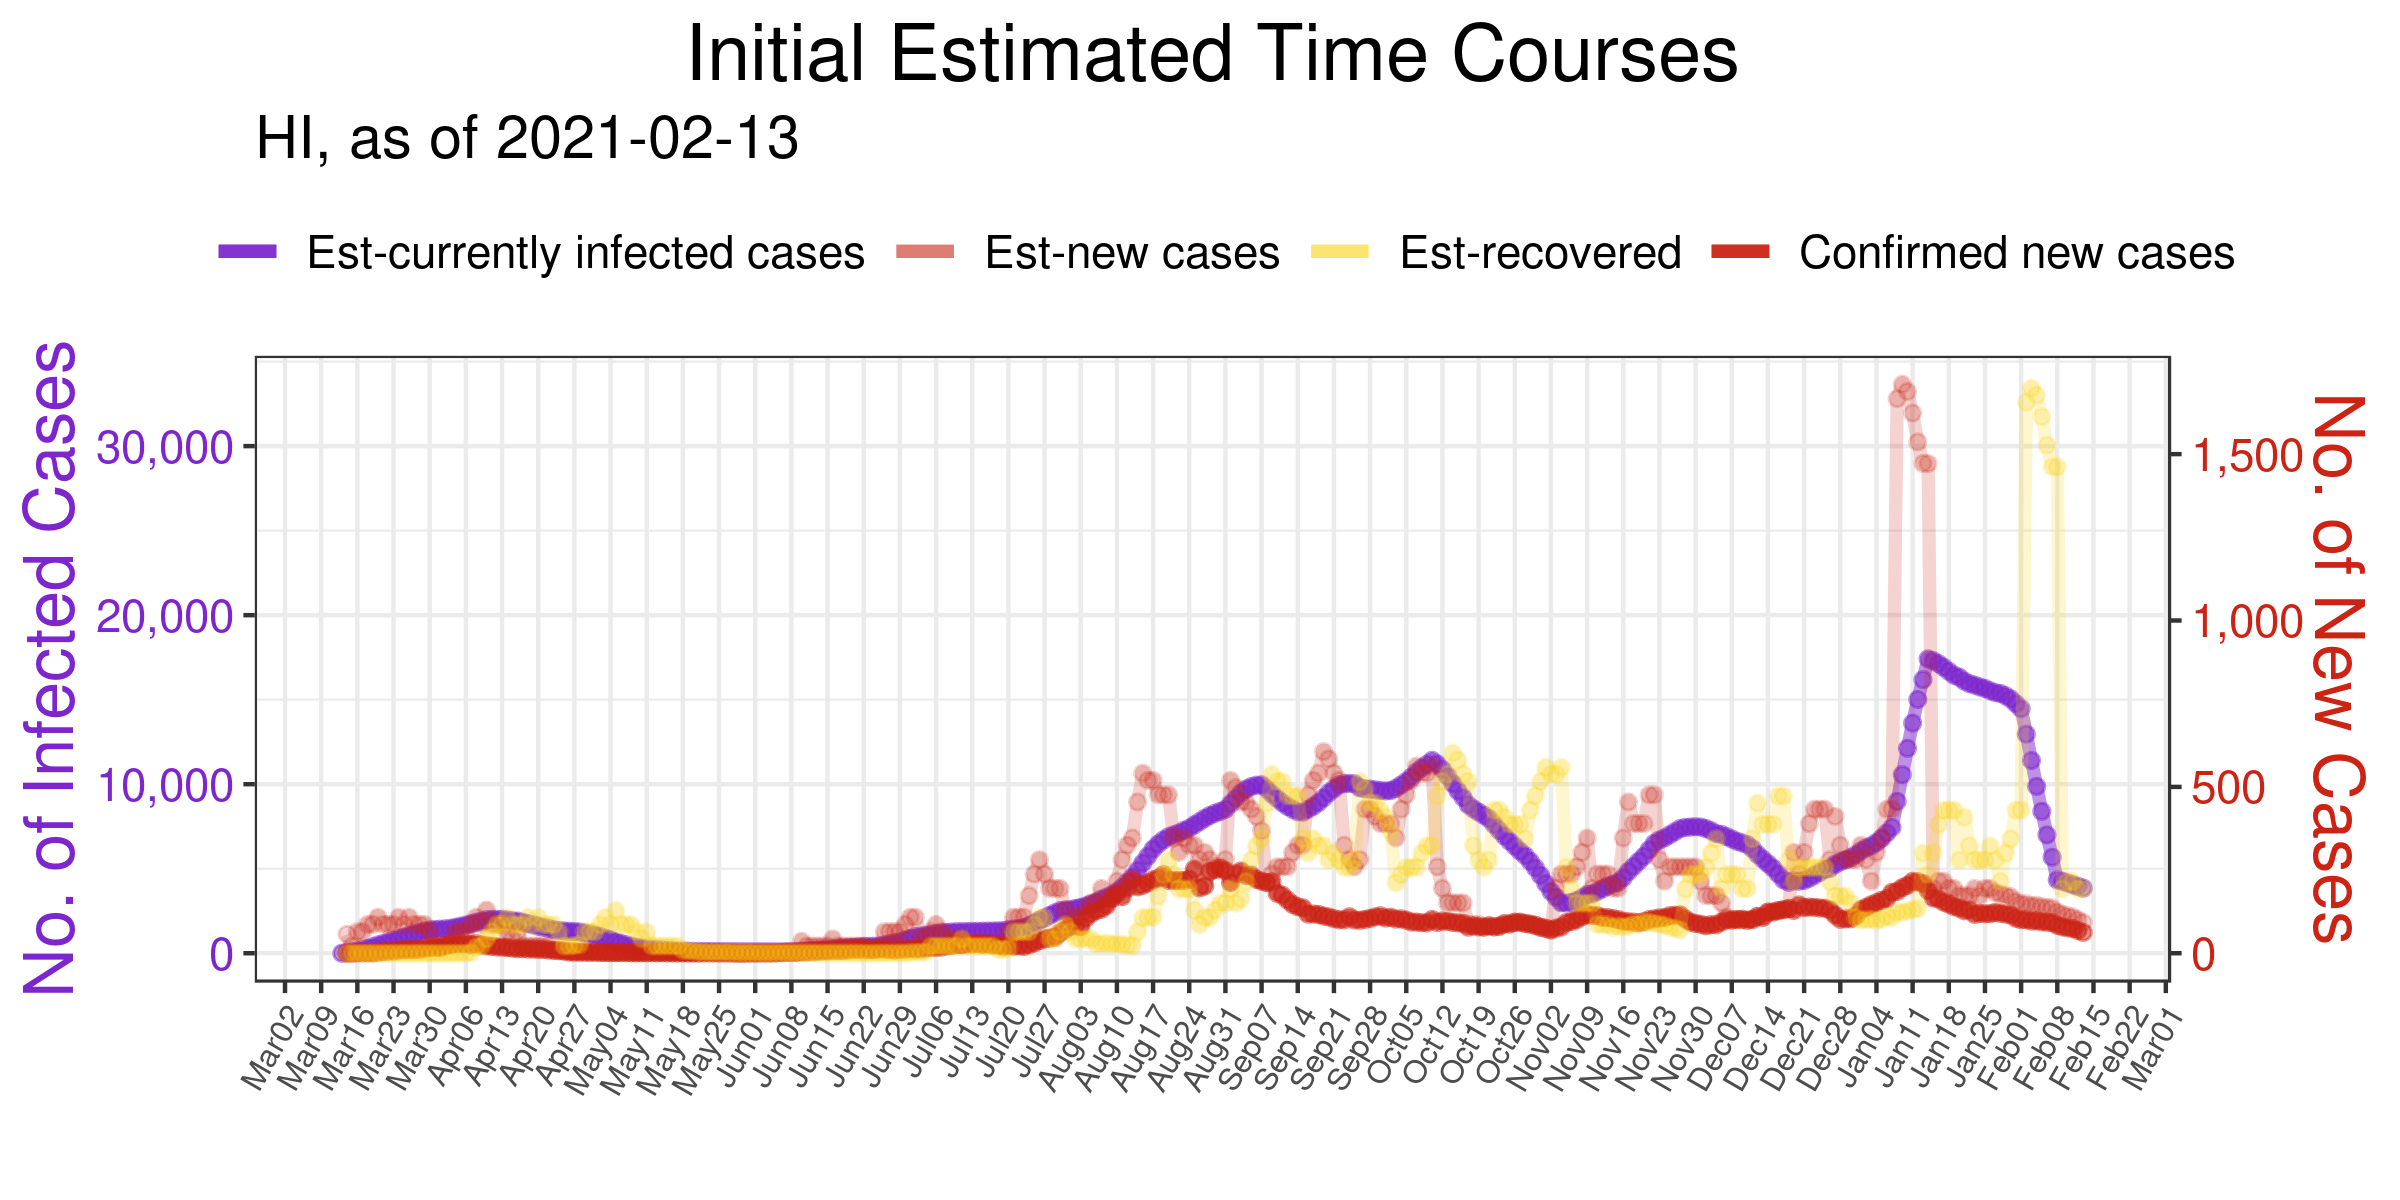 Initial Estimated Time Courses
HI, as of 2021-02-13
Est-currently infected cases Est-new cases Est-recovered Confirmed new cases
No. of Infected Cases
30,000
20,000
10,000
0
1,500
1,000
500
0
No. of New Cases
Mar02 Mar09 Mar16 Mar23 Mar30 Apr06 Apr13 Apr20 Apr27 May04 May11 May18 May25 Jun01 Jun08 Jun15 Jun22 Jun29 Jul06 Jul13 Jul20 Jul27 Aug03 Aug10 Aug17 Aug24 Aug31 Sep07 Sep14 Sep21 Sep28 Oct05 Oct12 Oct19 Oct26 Nov02 Nov09 Nov16 Nov23 Nov30 Dec07 Dec14 Dec21 Dec28 Jan04 Jan11 Jan18 Jan25 Feb01 Feb08 Feb15 Feb22 Mar01